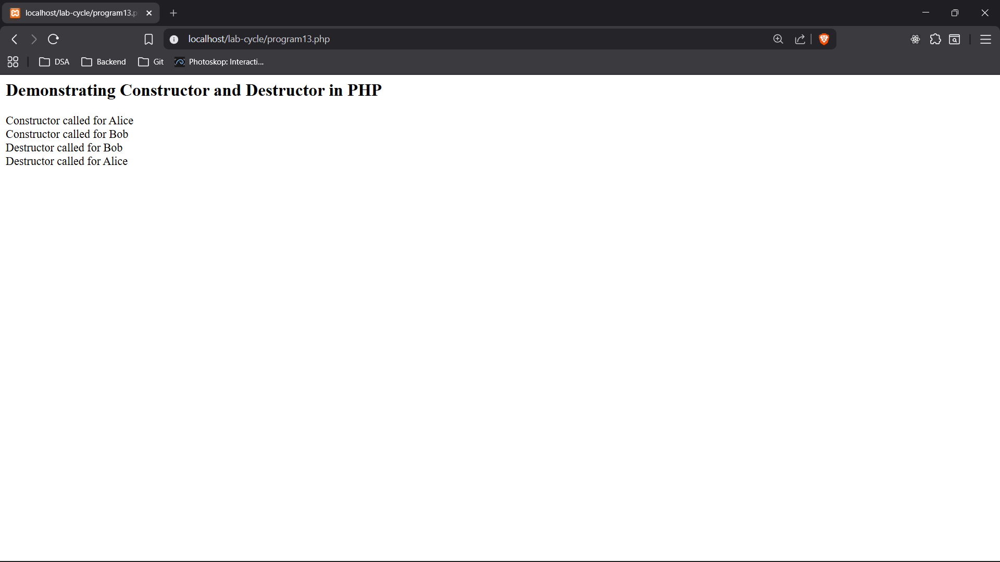 localhost/lab-cycle/program13.p
localhost/lab-cycle/program13.php
DSA
Backend
Git
Photoskop: Interacti...
Demonstrating Constructor and Destructor in PHP
Constructor called for Alice
Constructor called for Bob
Destructor called for Bob
Destructor called for Alice